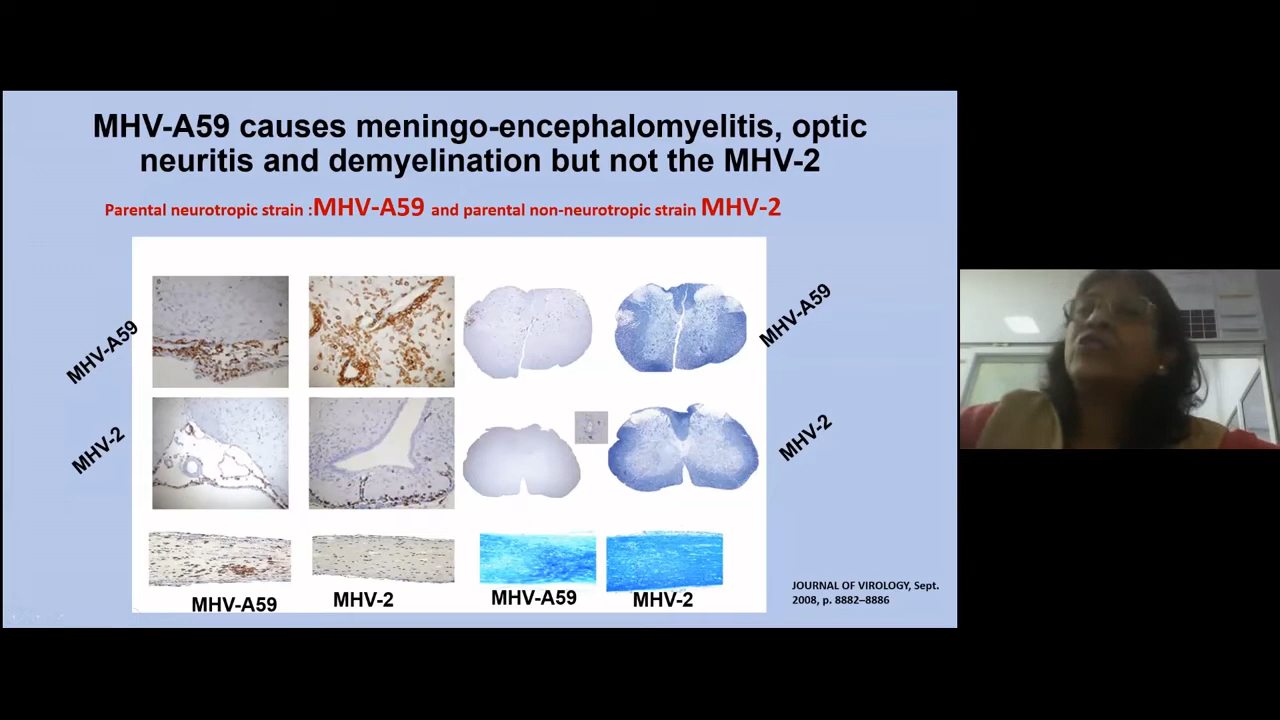 MHV-A59 causes meningo-encephalomyelitis, optic
neuritis and demyelination but not the MHV-2
Parental neurotropic strain :MHV-A59 and parental non-neurotropic strain MHV-2
MHV-A59
MHV-A59
MHV-2
MHV-2
MHV-A59
MHV-2
MHV-A59
MHV-2
JOURNAL OF VIROLOGY, Sept.
2008, p. 8882–8886